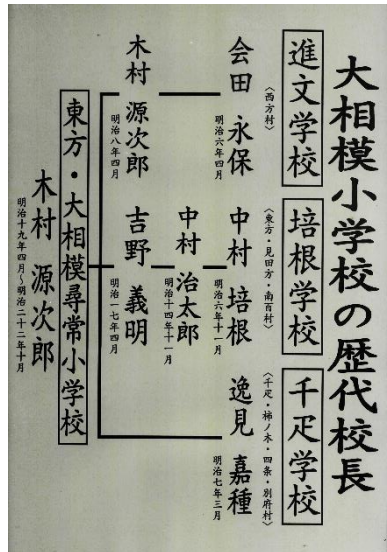 大相模小学校の歴代校長
進文学校
〈西方村〉
会田 永保
明治六年四月
木村 源次郎
明治八年四月
培根学校
〈東方・見田方・南百村〉
中村 培根
明治六年十一月
中村 治太郎
明治十四年十一月
吉野 義明
明治一七年四月
千疋学校
〈千疋・柿ノ木・四条・別府村〉
逸見 嘉種
明治七年三月
東方・大相模尋常小学校
木村 源次郎
明治十九年四月~明治二十二年十月